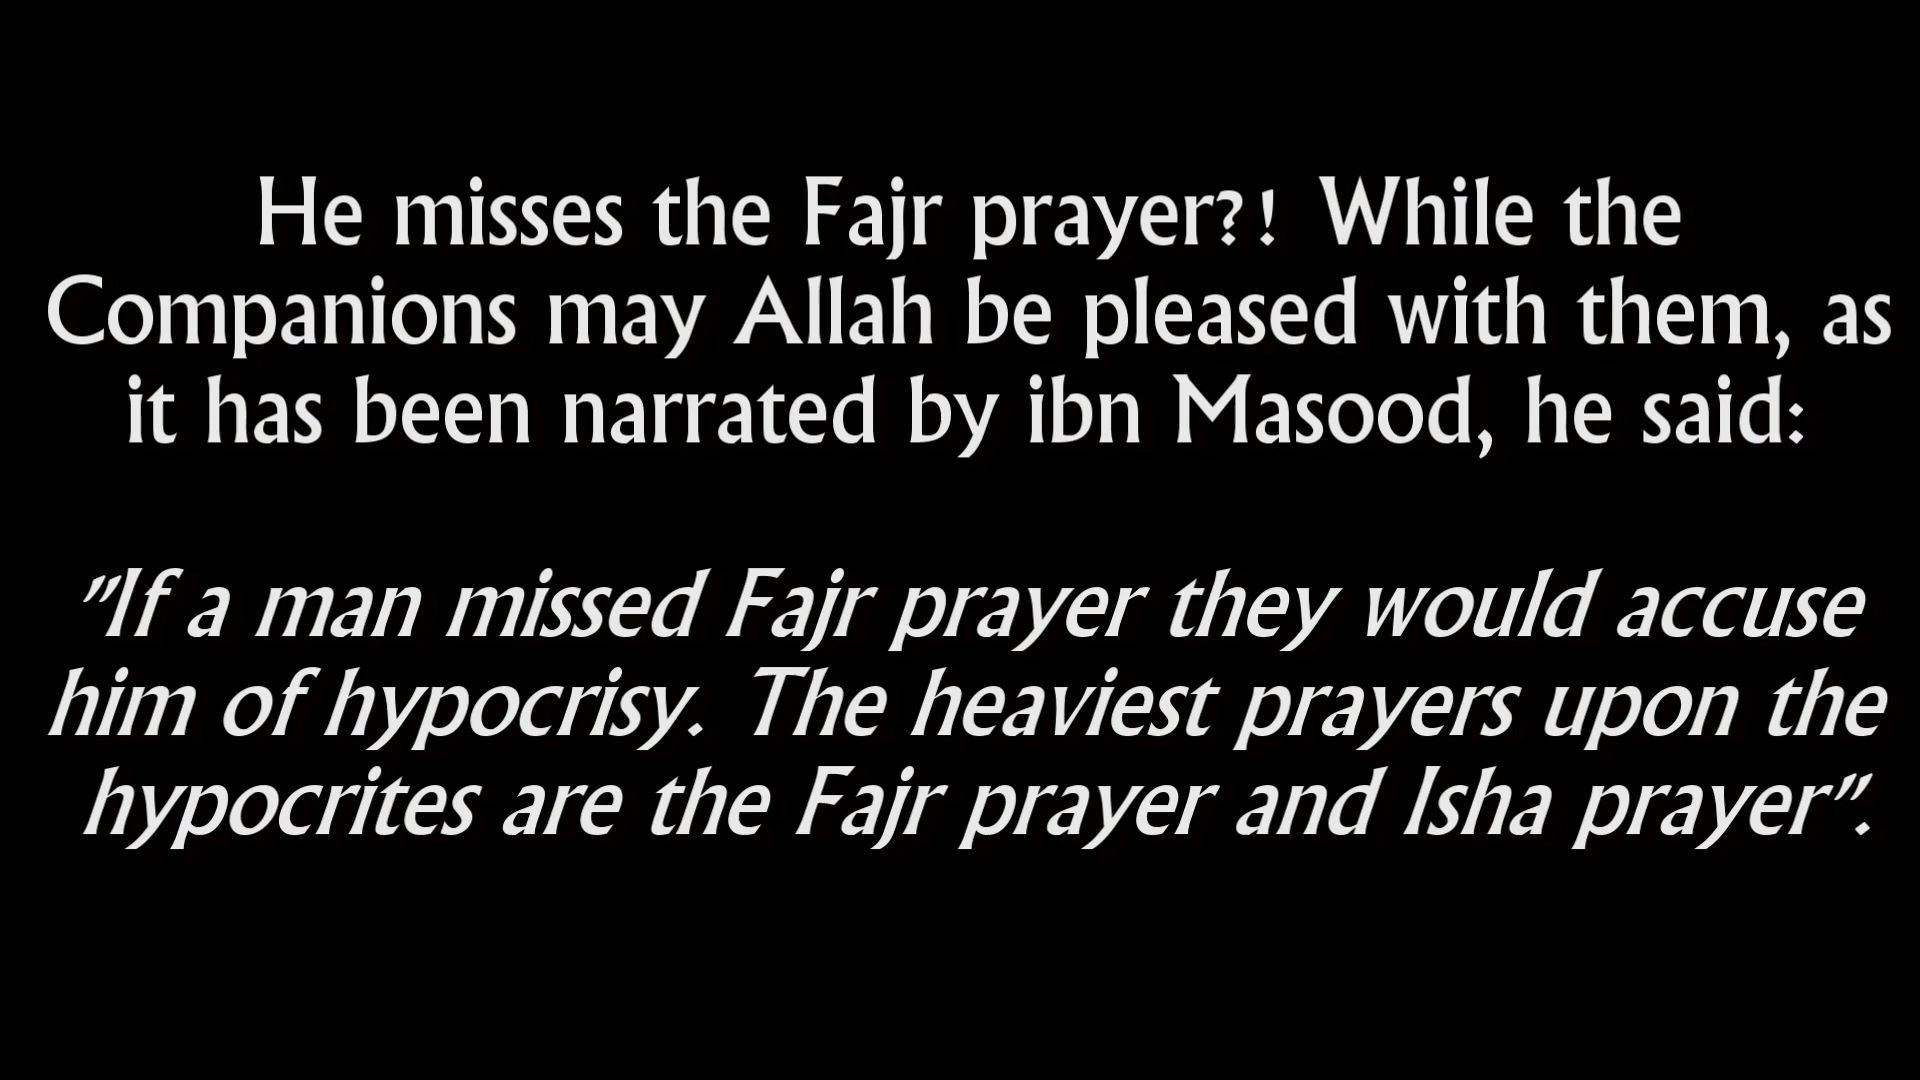 He misses the Fajr prayer?! While the
Companions may Allah be pleased with them, as
it has been narrated by ibn Masood, he said:
"If a man missed Fajr prayer they would accuse
him of hypocrisy. The heaviest prayers upon the
hypocrites are the Fajr prayer and Isha prayer".